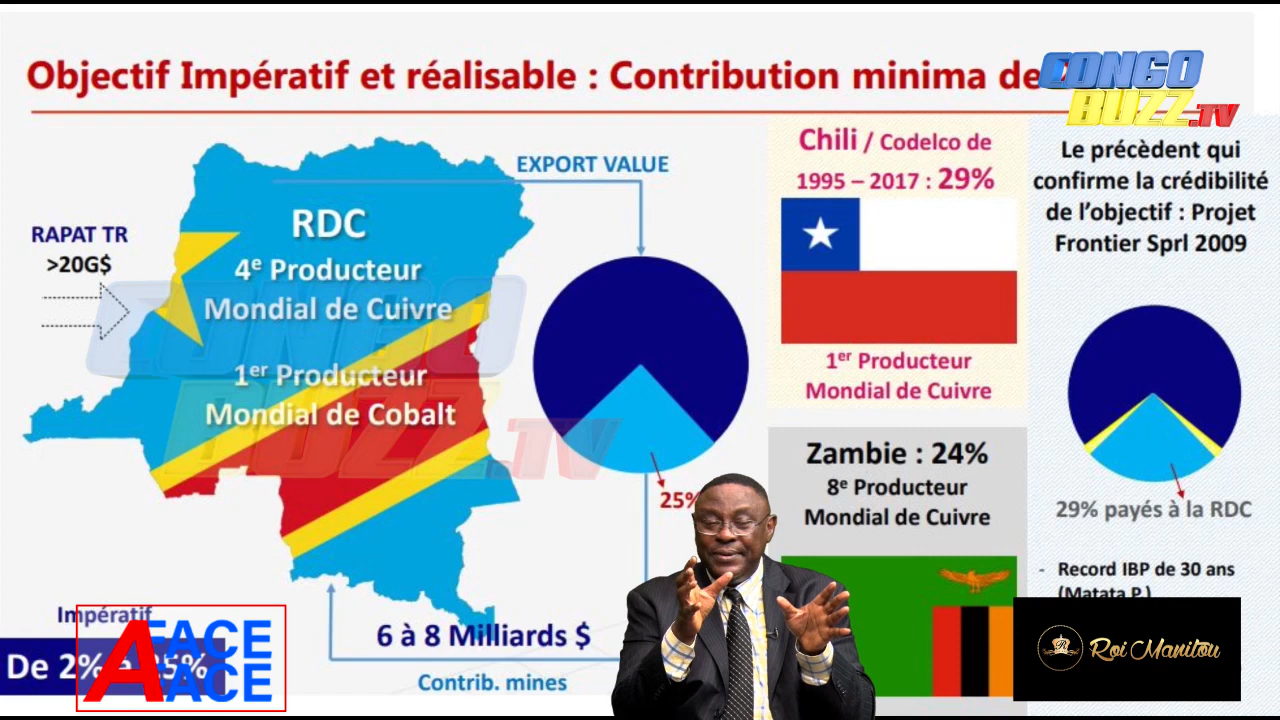 Objectif Impératif et réalisable : Contribution minima de
CONGO
BUZZ.TV
RAPAT TR
>20G$
RDC
4e Producteur
Mondial de Cuivre
1er Producteur
Mondial de Cobalt
CONGO
BUZZ.TV
EXPORT VALUE
25%
Impératif
De 2% à 25%
A FACE
FACE
6 à 8 Milliards $
Contrib. mines
Chili / Codelco de
1995 – 2017 : 29%
1er Producteur
Mondial de Cuivre
Zambie : 24%
8e Producteur
Mondial de Cuivre
Le précèdent qui
confirme la crédibilité
de l'objectif : Projet
Frontier Sprl 2009
29% payés à la RDC
- Record IBP de 30 ans
(Matata P.)
Roi Manitou